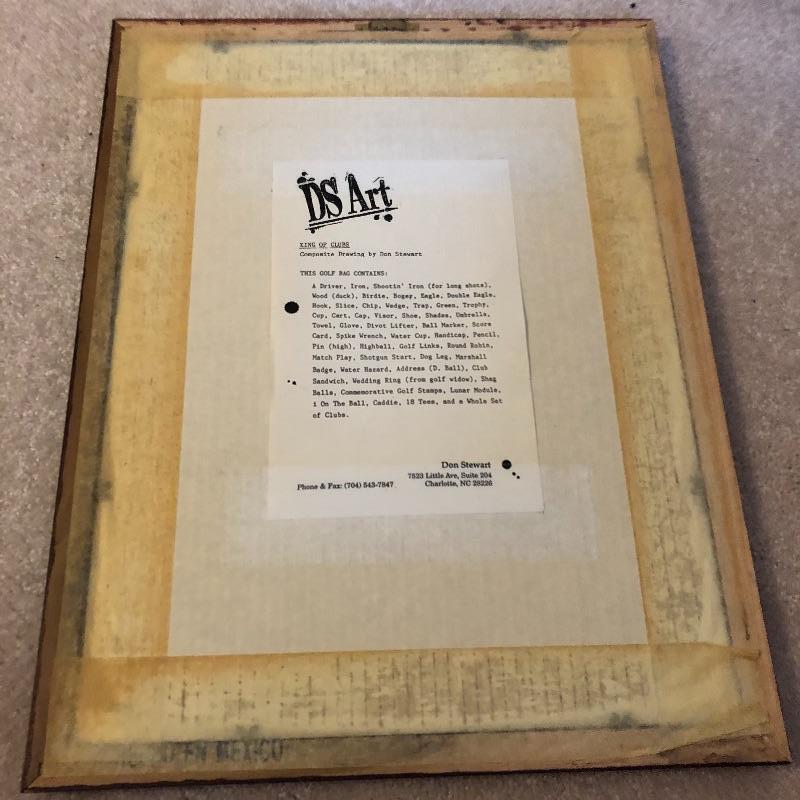 DS Art
KING OF CLUBS
Composite Drawing by Don Stewart
THIS GOLF BAG CONTAINS:
A Driver, Iron, Shootin' Iron (for long shots),
Wood (duck), Birdie, Bogey, Eagle, Double Eagle,
Hook, Slice, Chip, Wedge, Trap, Green, Trophy,
Cup, Cart, Cap, Visor, Shoe, Shades, Umbrella,
Towel, Glove, Divot Lifter, Ball Marker, Score
Card, Spike Wrench, Water Cup, Handicap, Pencil,
Pin (high), Highball, Golf Links, Round Robin,
Match Play, Shotgun Start, Dog Leg, Marshall
Badge, Water Hazard, Address (D. Ball), Club
Sandwich, Wedding Ring (from golf widow), Shag
Balls, Commemorative Golf Stamps, Lunar Module,
i On The Ball, Caddie, 18 Tees, and a Whole Set
of Clubs.
Don Stewart
7523 Little Ave, Suite 204
Phone & Fax: (704) 543-7847 Charlotte, NC 28226
EN MEXICO